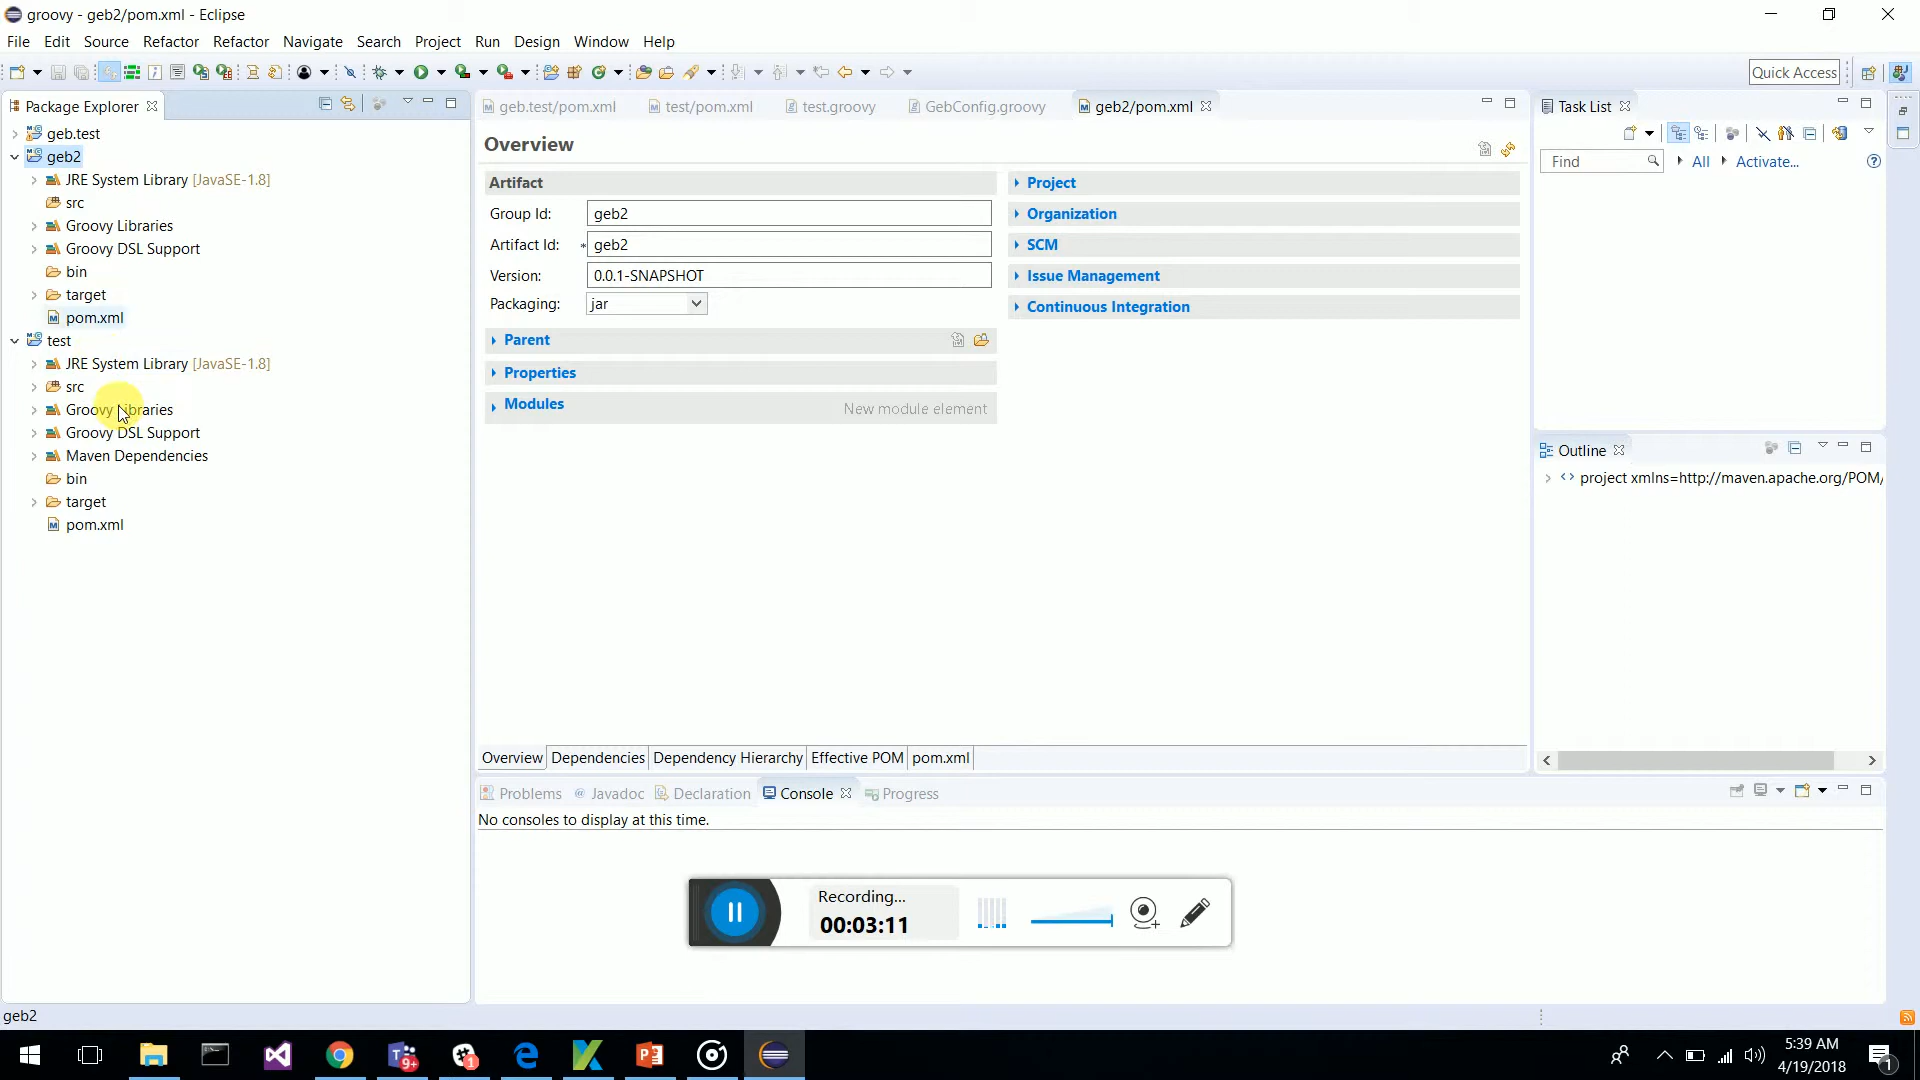 groovy - geb2/pom.xml - Eclipse
File Edit Source Refactor Refactor Navigate Search Project Run Design Window Help
Quick Access
Package Explorer
geb.test
geb2
JRE System Library [JavaSE-1.8]
src
Groovy Libraries
Groovy DSL Support
bin
target
pom.xml
test
JRE System Library [JavaSE-1.8]
src
Groovy Libraries
Groovy DSL Support
Maven Dependencies
bin
target
pom.xml
geb.test/pom.xml test/pom.xml test.groovy GebConfig.groovy geb2/pom.xml
Overview
Artifact
Group Id: geb2
Artifact Id: * geb2
Version: 0.0.1-SNAPSHOT
Packaging: jar
Parent
Properties
Modules New module element
Project
Organization
SCM
Issue Management
Continuous Integration
Overview Dependencies Dependency Hierarchy Effective POM pom.xml
Problems @ Javadoc Declaration Console Progress
No consoles to display at this time.
Recording...
00:03:11
Task List
Find All Activate...
Outline
project xmlns=http://maven.apache.org/POM/
geb2
9+
1
5:39 AM
4/19/2018
1